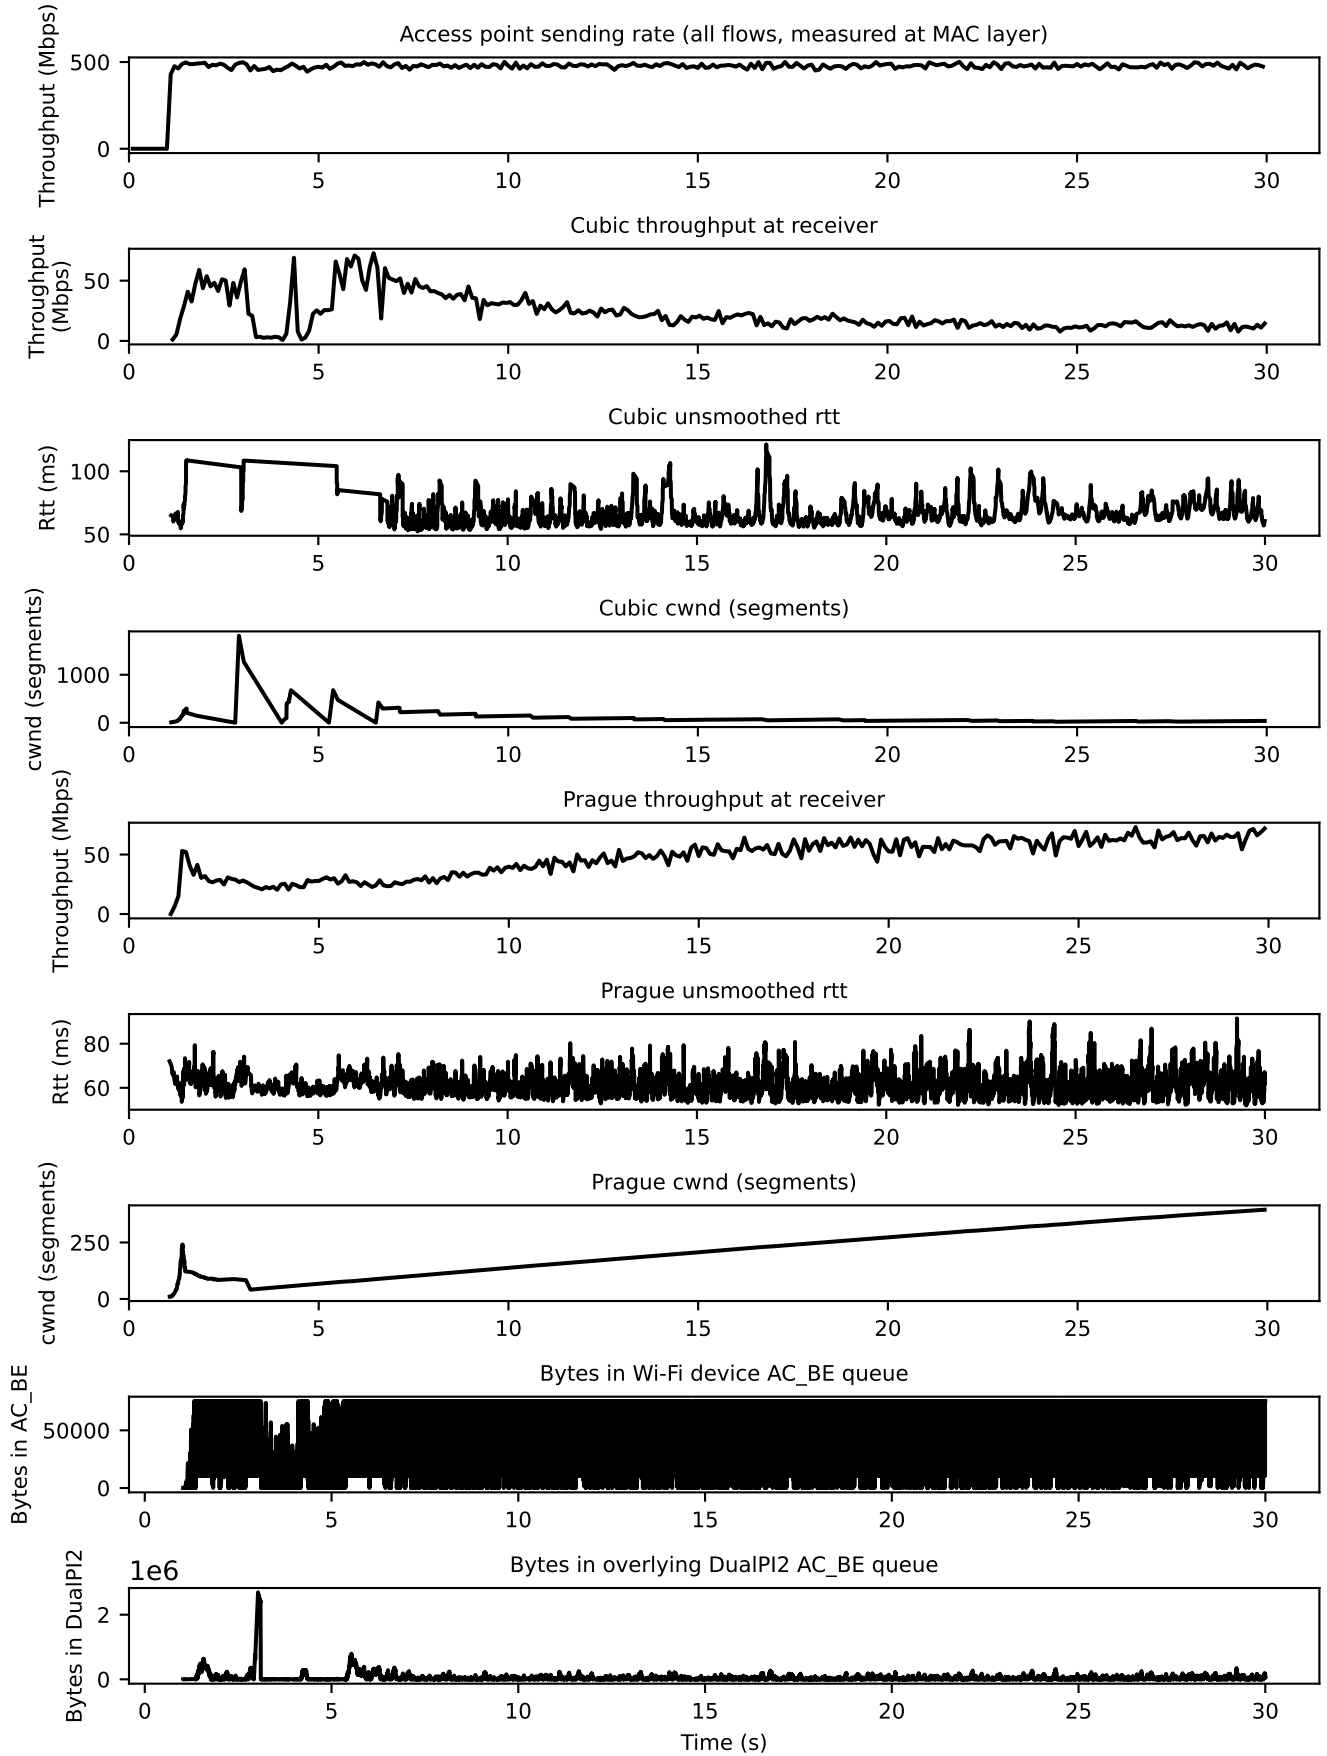 Access point sending rate (all flows, measured at MAC layer)
Throughput (Mbps)
500
0
0 5 10 15 20 25 30
Cubic throughput at receiver
Throughput
(Mbps)
50
0
0 5 10 15 20 25 30
Cubic unsmoothed rtt
Rtt (ms)
100
50
0 5 10 15 20 25 30
Cubic cwnd (segments)
cwnd (segments)
1000
0
0 5 10 15 20 25 30
Prague throughput at receiver
Throughput (Mbps)
50
0
0 5 10 15 20 25 30
Prague unsmoothed rtt
Rtt (ms)
80
60
0 5 10 15 20 25 30
Prague cwnd (segments)
cwnd (segments)
250
0
0 5 10 15 20 25 30
Bytes in Wi-Fi device AC_BE queue
Bytes in AC_BE
50000
0
0 5 10 15 20 25 30
Bytes in overlying DualPI2 AC_BE queue
Bytes in DualPI2
1e6
2
0
0 5 10 15 20 25 30
Time (s)